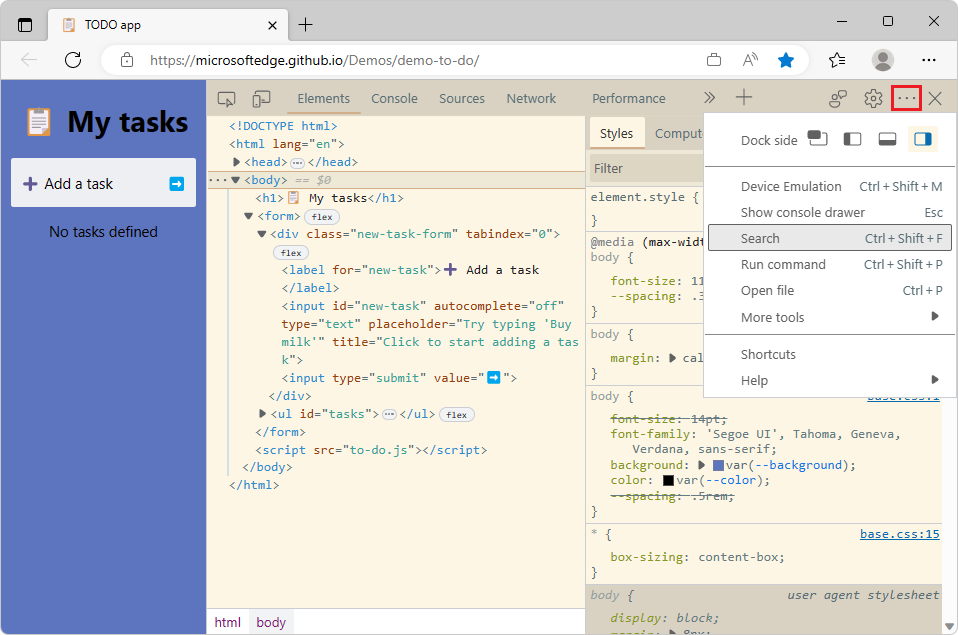 TODO app
https://microsoftedge.github.io/Demos/demo-to-do/
My tasks
Add a task
No tasks defined
Elements Console Sources Network Performance
<!DOCTYPE html>
<html lang="en">
<head> </head>
<body> == $0
<h1> My tasks</h1>
<form> flex
<div class="new-task-form" tabindex="0">
flex
<label for="new-task"> Add a task
</label>
<input id="new-task" autocomplete="off"
type="text" placeholder="Try typing 'Buy
milk'" title="Click to start adding a tas
k">
<input type="submit" value="➡">
</div>
<ul id="tasks"> </ul> flex
</form>
<script src="to-do.js"></script>
</body>
</html>
html body
Styles
Filter
element.style {
}
@media (max-widt
body {
font-size: 11
--spacing: .3
}
body {
margin: cal
}
body {
font-size: 14pt;
font-family: 'Segoe UI', Tahoma, Geneva,
Verdana, sans-serif;
background: var(--background);
color: var(--color);
--spacing: .5rem;
}
* { base.css:15
box-sizing: content-box;
}
body { user agent stylesheet
display: block;
margin: 8px;
Dock side
Device Emulation Ctrl + Shift + M
Show console drawer Esc
Search Ctrl + Shift + F
Run command Ctrl + Shift + P
Open file Ctrl + P
More tools
Shortcuts
Help